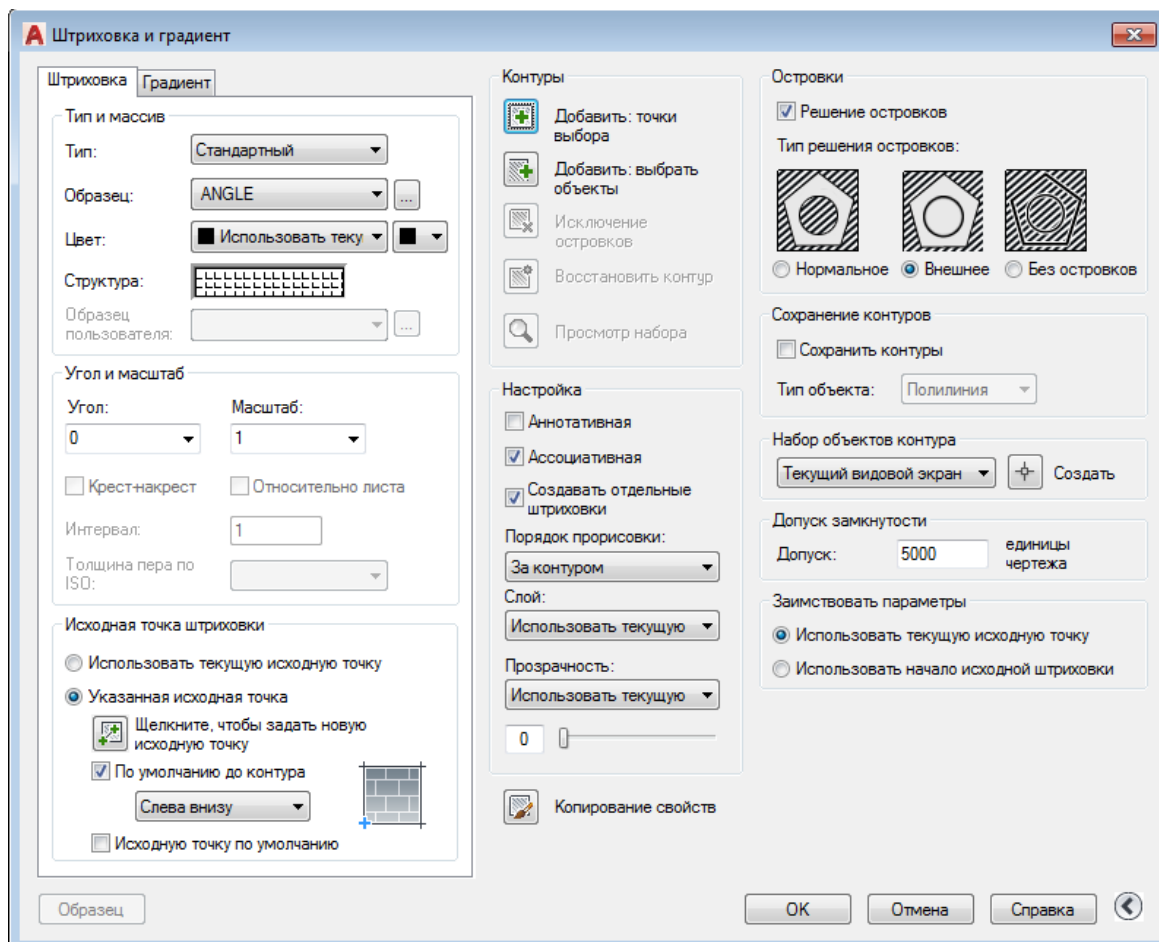 Штриховка и градиент
Штриховка
Градиент
Тип и массив
Тип:
Стандартный
Образец:
ANGLE
...
Цвет:
Использовать теку
Структура:
Образец
пользователя:
...
Угол и масштаб
Угол:
Масштаб:
0
1
Крест-накрест
Относительно листа
Интервал:
1
Толщина пера по
ISO:
Исходная точка штриховки
Использовать текущую исходную точку
Указанная исходная точка
Щелкните, чтобы задать новую
исходную точку
По умолчанию до контура
Слева внизу
Исходную точку по умолчанию
Контуры
Добавить: точки
выбора
Добавить: выбрать
объекты
Исключение
островков
Восстановить контур
Просмотр набора
Настройка
Аннотативная
Ассоциативная
Создавать отдельные
штриховки
Порядок прорисовки:
За контуром
Слой:
Использовать текущую
Прозрачность:
Использовать текущую
0
Копирование свойств
Островки
Решение островков
Тип решения островков:
Нормальное
Внешнее
Без островков
Сохранение контуров
Сохранить контуры
Тип объекта:
Полилиния
Набор объектов контура
Текущий видовой экран
Создать
Допуск замкнутости
Допуск:
5000
единицы
чертежа
Заимствовать параметры
Использовать текущую исходную точку
Использовать начало исходной штриховки
Образец
OK
Отмена
Справка